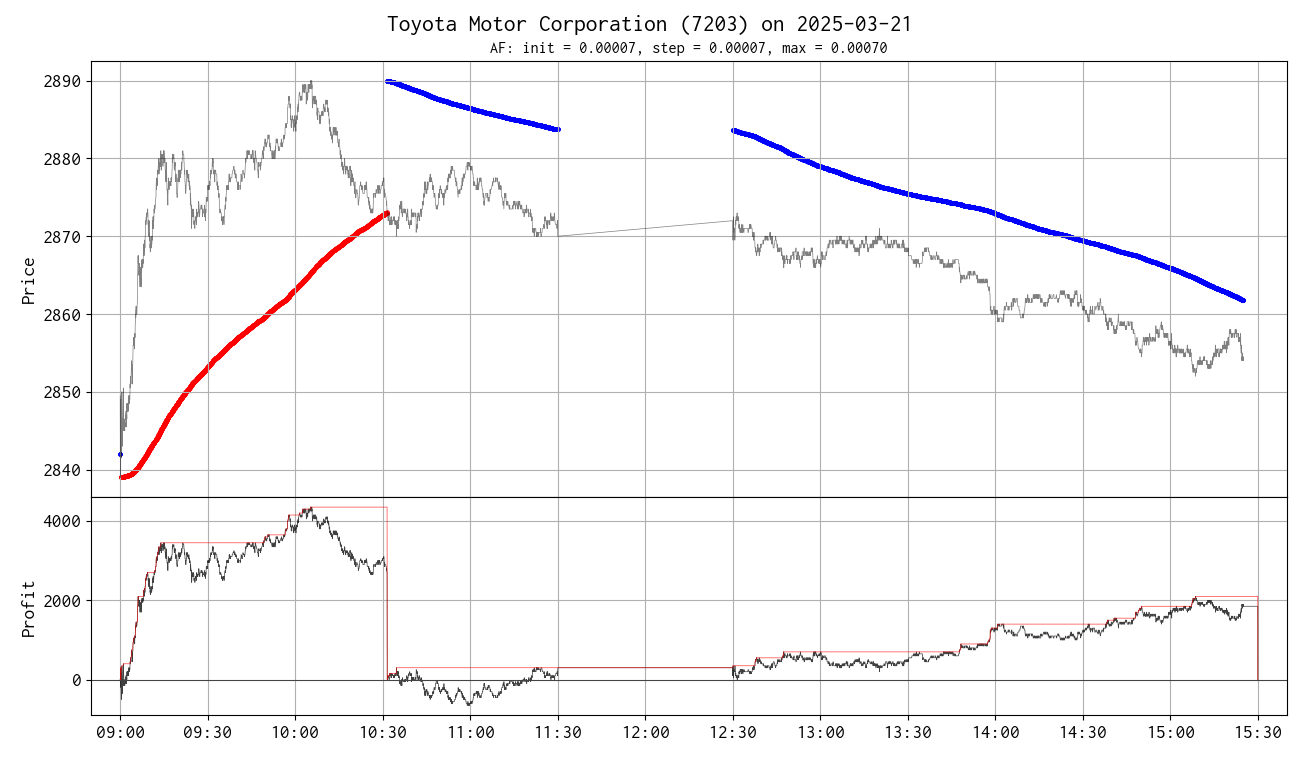 Toyota Motor Corporation (7203) on 2025-03-21
AF: init = 0.00007, step = 0.00007, max = 0.00070
Price
2890
2880
2870
2860
2850
2840
Profit
4000
2000
0
09:00 09:30 10:00 10:30 11:00 11:30 12:00 12:30 13:00 13:30 14:00 14:30 15:00 15:30